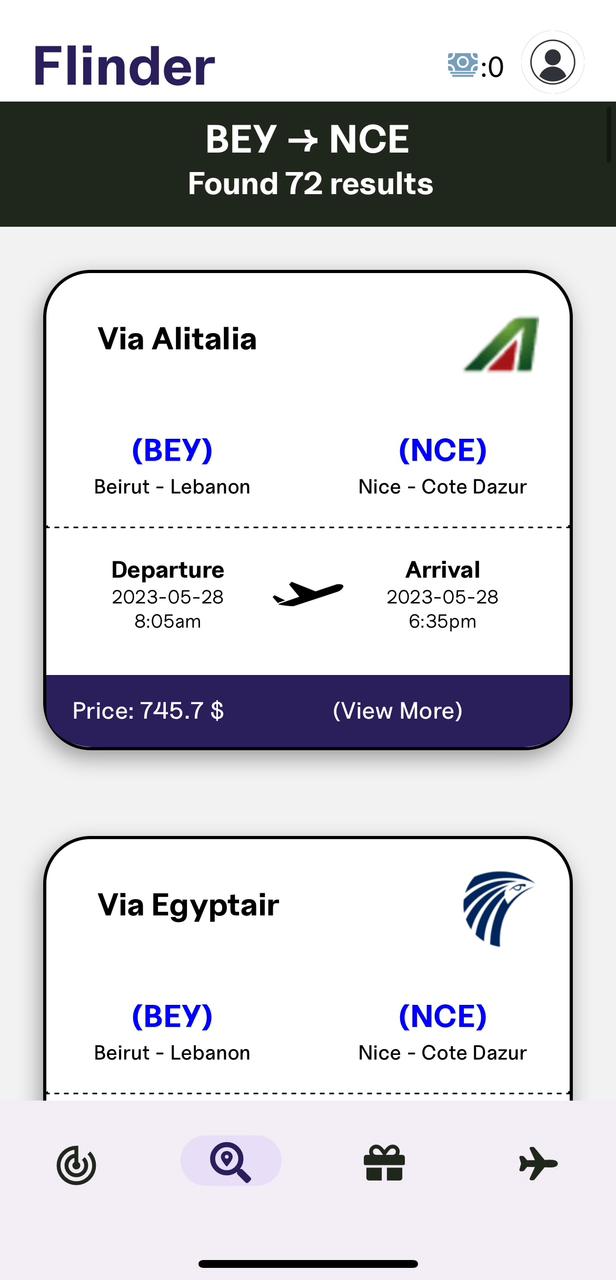 Flinder
:0
BEY → NCE
Found 72 results
Via Alitalia
(BEY) (NCE)
Beirut - Lebanon Nice - Cote Dazur
Departure Arrival
2023-05-28 2023-05-28
8:05am 6:35pm
Price: 745.7 $ (View More)
Via Egyptair
(BEY) (NCE)
Beirut - Lebanon Nice - Cote Dazur